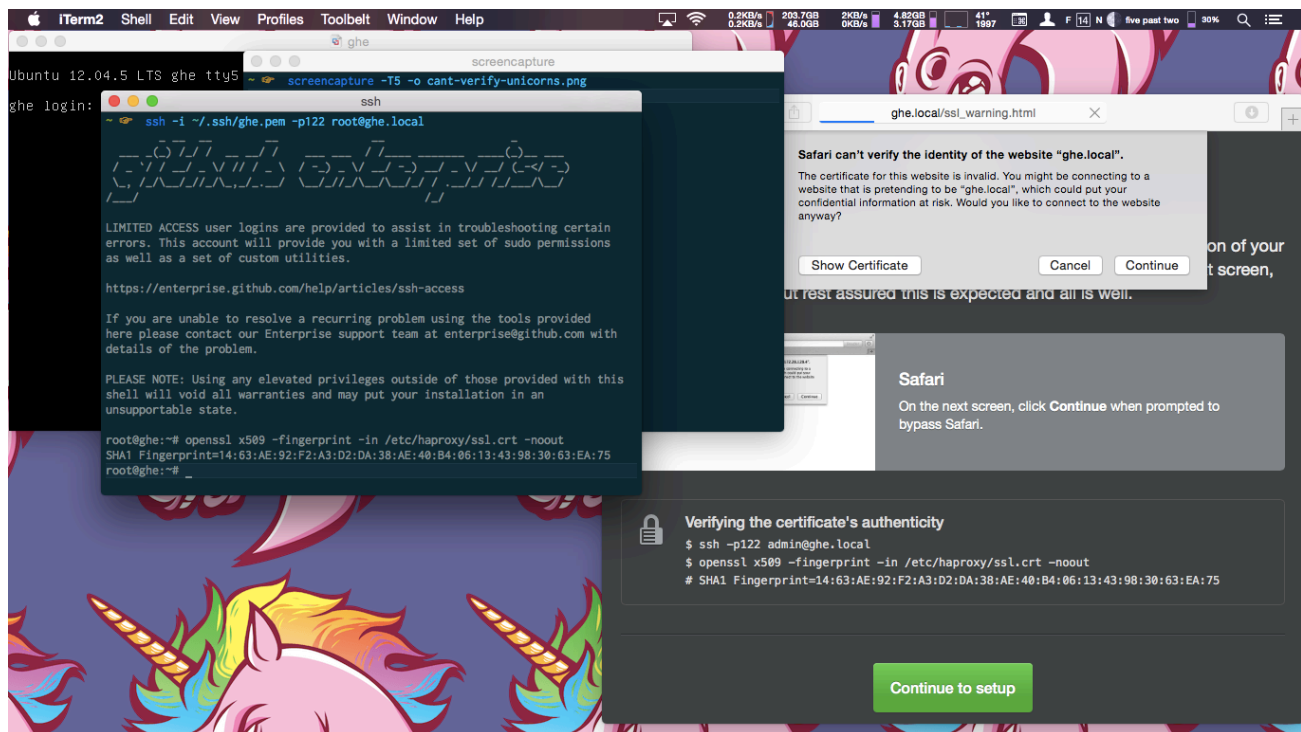 iTerm2 Shell Edit View Profiles Toolbelt Window Help 0.2KB/s 0.2KB/s 203.7GB 46.0GB 2KB/s 0KB/s 4.82GB 3.17GB 41° 1997 F 14 N five past two 30%
ghe
Ubuntu 12.04.5 LTS ghe tty5
ghe login:
screencapture
~ screencapture -T5 -o cant-verify-unicorns.png
ssh
~ ssh -i ~/.ssh/ghe.pem -p122 root@ghe.local
github enterprise
LIMITED ACCESS user logins are provided to assist in troubleshooting certain
errors. This account will provide you with a limited set of sudo permissions
as well as a set of custom utilities.
https://enterprise.github.com/help/articles/ssh-access
If you are unable to resolve a recurring problem using the tools provided
here please contact our Enterprise support team at enterprise@github.com with
details of the problem.
PLEASE NOTE: Using any elevated privileges outside of those provided with this
shell will void all warranties and may put your installation in an
unsupportable state.
root@ghe:~# openssl x509 -fingerprint -in /etc/haproxy/ssl.crt -noout
SHA1 Fingerprint=14:63:AE:92:F2:A3:D2:DA:38:AE:40:B4:06:13:43:98:30:63:EA:75
root@ghe:~# _
ghe.local/ssl_warning.html
Safari can't verify the identity of the website “ghe.local”.
The certificate for this website is invalid. You might be connecting to a
website that is pretending to be “ghe.local”, which could put your
confidential information at risk. Would you like to connect to the website
anyway?
Show Certificate Cancel Continue
on of your
t screen,
ut rest assured this is expected and all is well.
Safari
On the next screen, click Continue when prompted to
bypass Safari.
Verifying the certificate's authenticity
$ ssh -p122 admin@ghe.local
$ openssl x509 -fingerprint -in /etc/haproxy/ssl.crt -noout
# SHA1 Fingerprint=14:63:AE:92:F2:A3:D2:DA:38:AE:40:B4:06:13:43:98:30:63:EA:75
Continue to setup